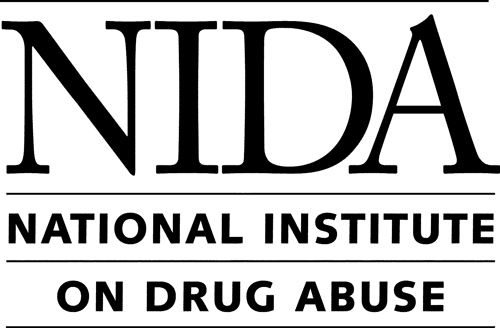 NIDA
NATIONAL INSTITUTE
ON DRUG ABUSE